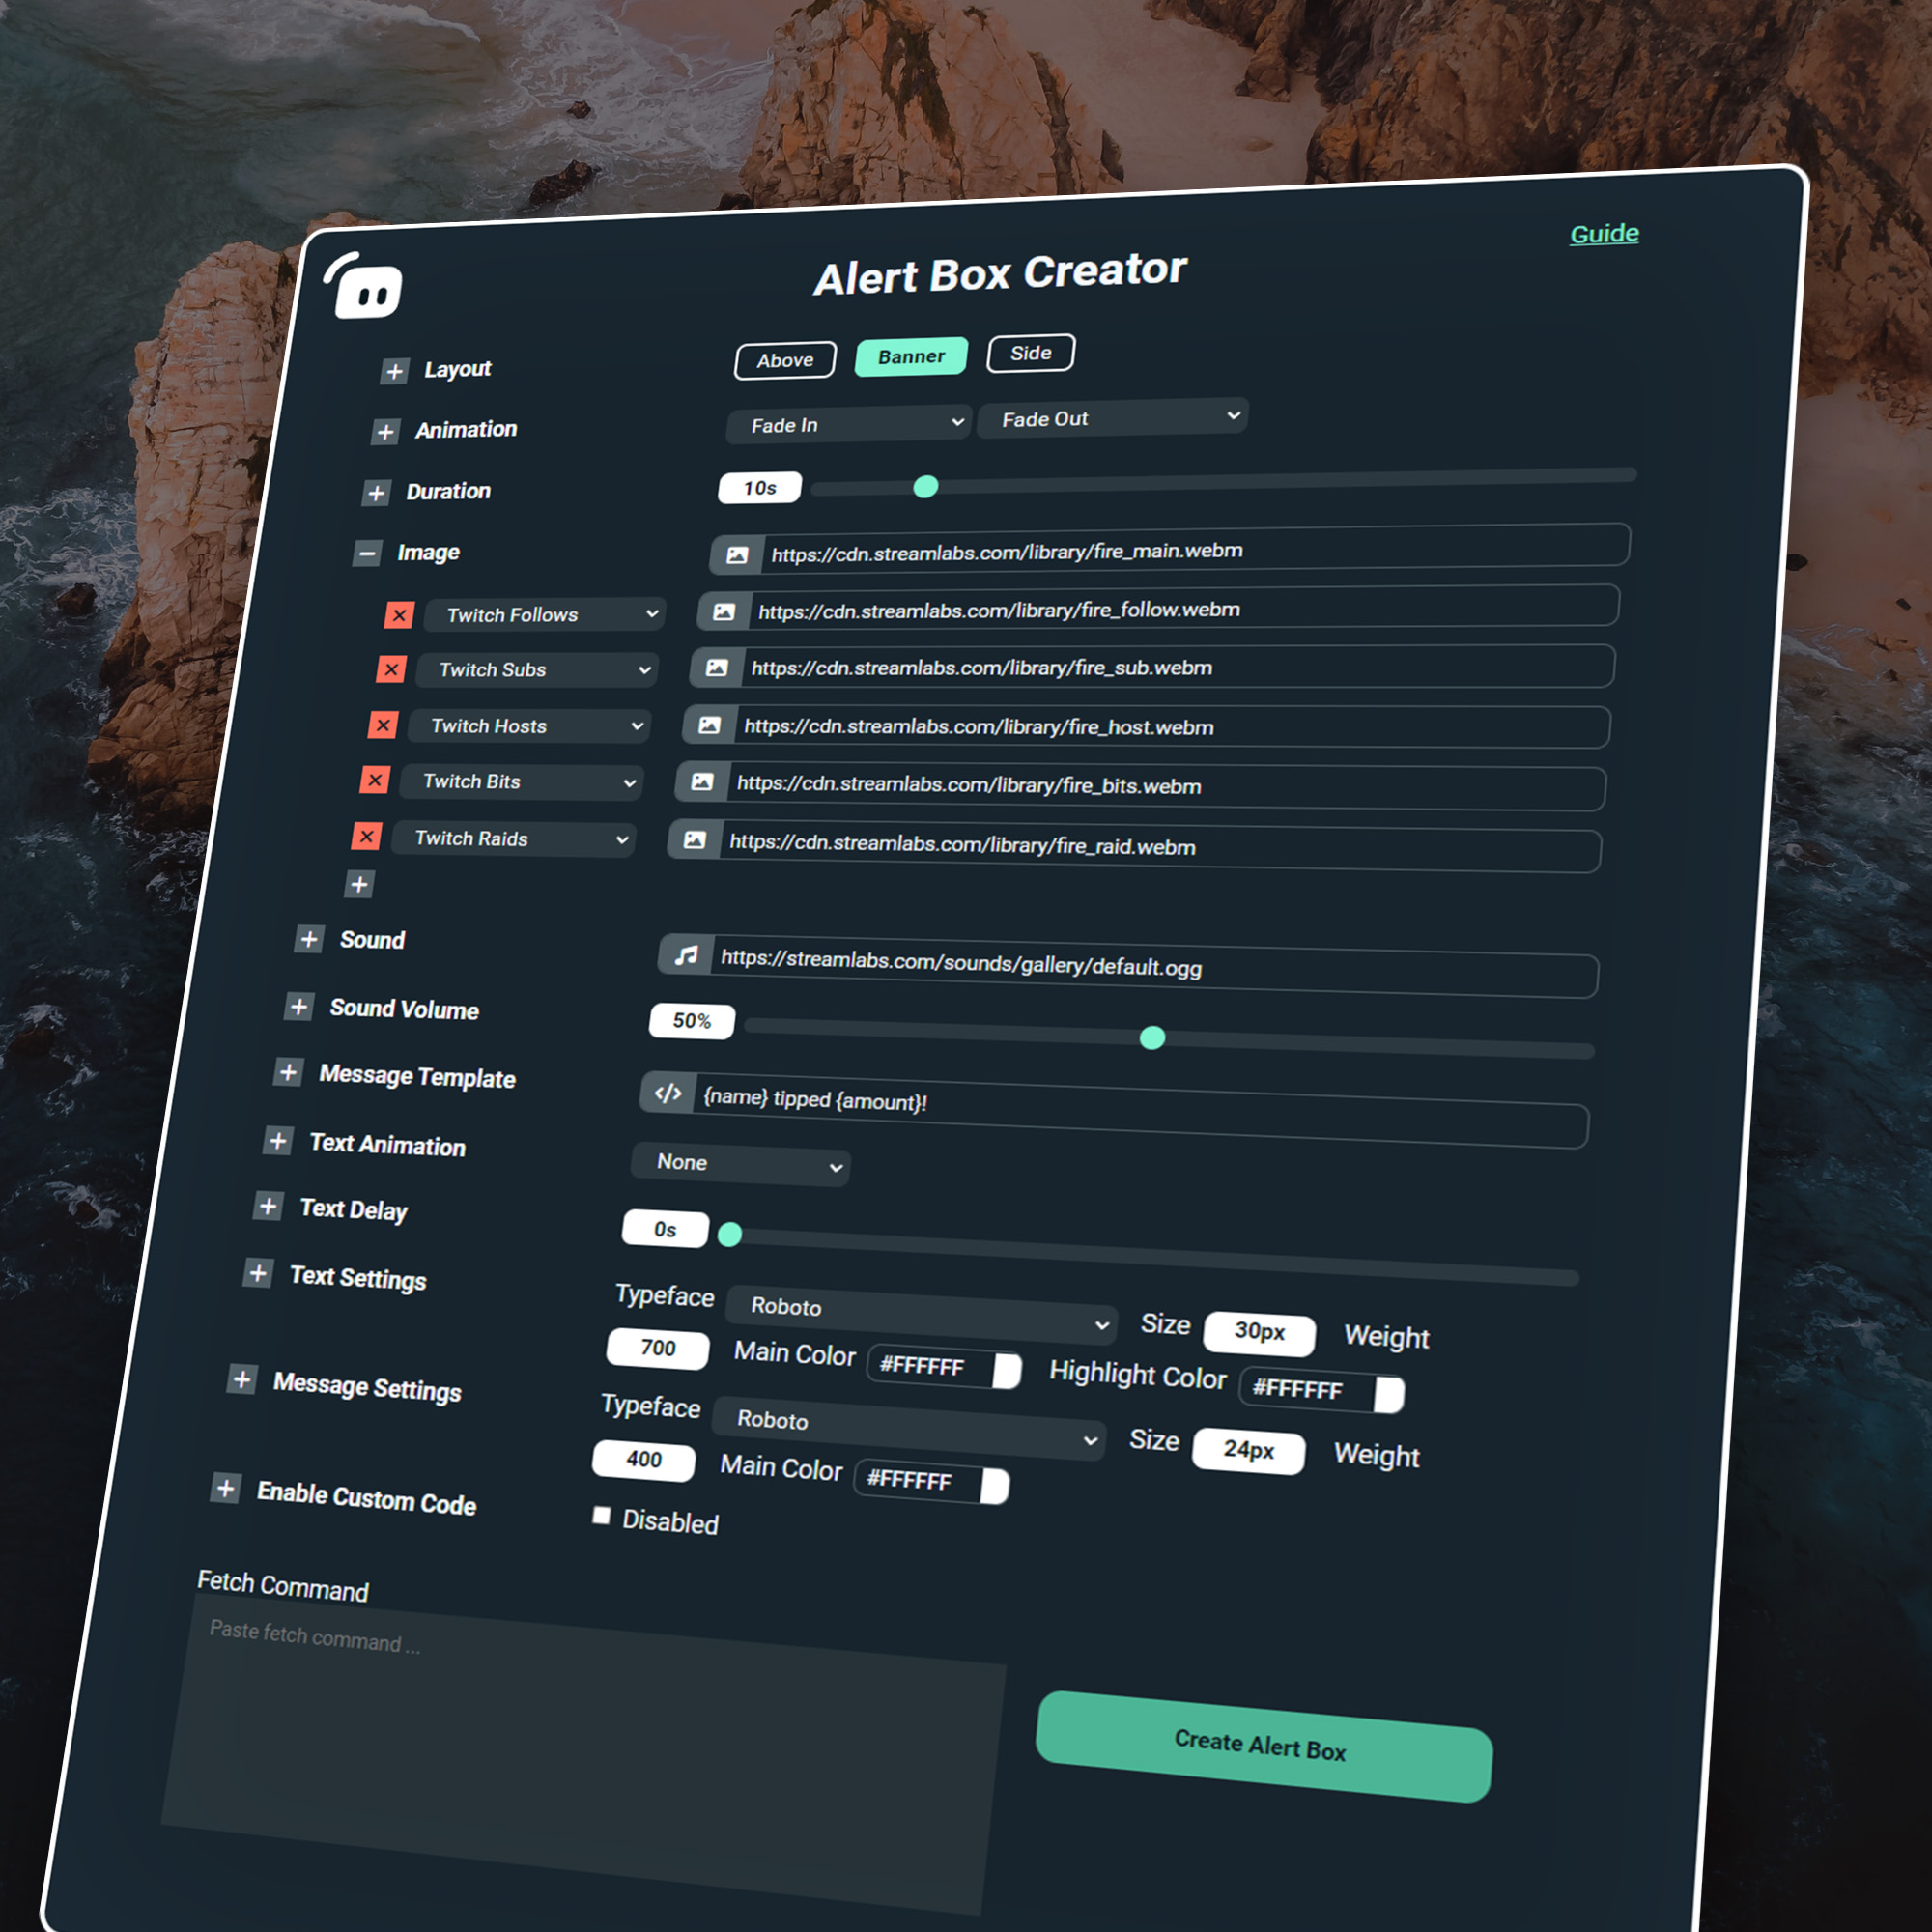 Guide
Alert Box Creator
Layout Above Banner Side
Animation Fade In Fade Out
Duration 10s
Image https://cdn.streamlabs.com/library/fire_main.webm
Twitch Follows https://cdn.streamlabs.com/library/fire_follow.webm
Twitch Subs https://cdn.streamlabs.com/library/fire_sub.webm
Twitch Hosts https://cdn.streamlabs.com/library/fire_host.webm
Twitch Bits https://cdn.streamlabs.com/library/fire_bits.webm
Twitch Raids https://cdn.streamlabs.com/library/fire_raid.webm
Sound https://streamlabs.com/sounds/gallery/default.ogg
Sound Volume 50%
Message Template {name} tipped {amount}!
Text Animation None
Text Delay 0s
Text Settings Typeface Roboto Size 30px Weight
700 Main Color #FFFFFF Highlight Color #FFFFFF
Message Settings Typeface Roboto Size 24px Weight
400 Main Color #FFFFFF
Enable Custom Code Disabled
Fetch Command
Paste fetch command ...
Create Alert Box